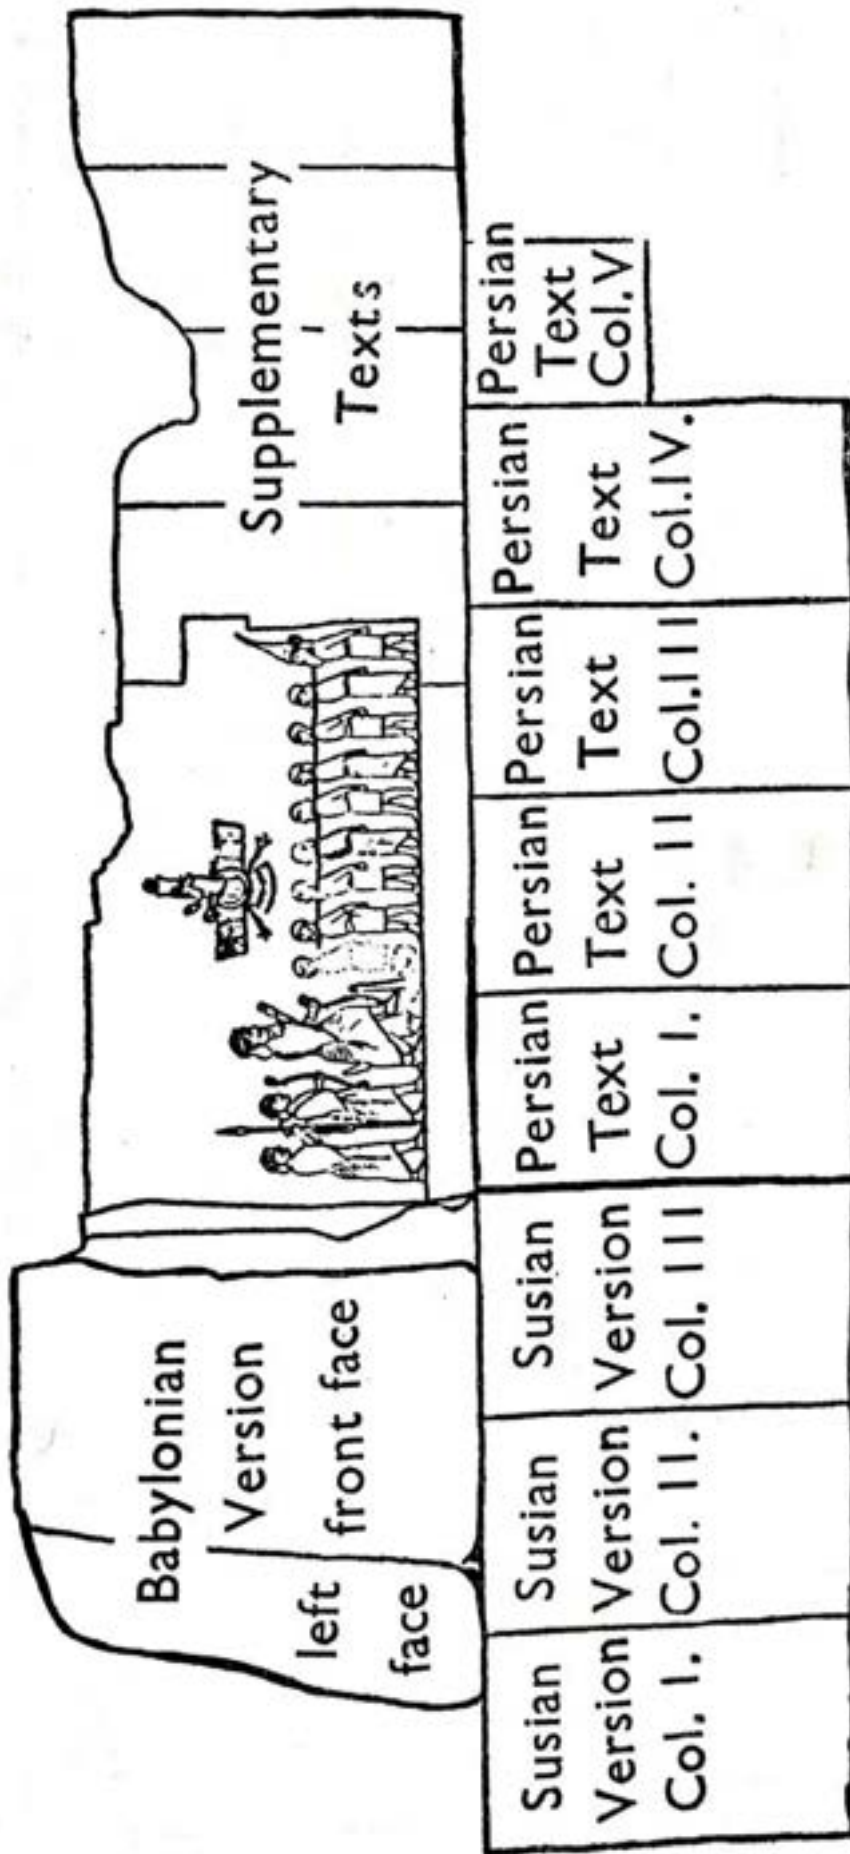 Babylonian
Version
front face
left
face
Supplementary
Texts
Susian
Version
Col. I.
Susian
Version
Col. II.
Susian
Version
Col. III
Persian
Text
Col. I.
Persian
Text
Col. II
Persian
Text
Col.III
Persian
Text
Col.IV.
Persian
Text
Col.V